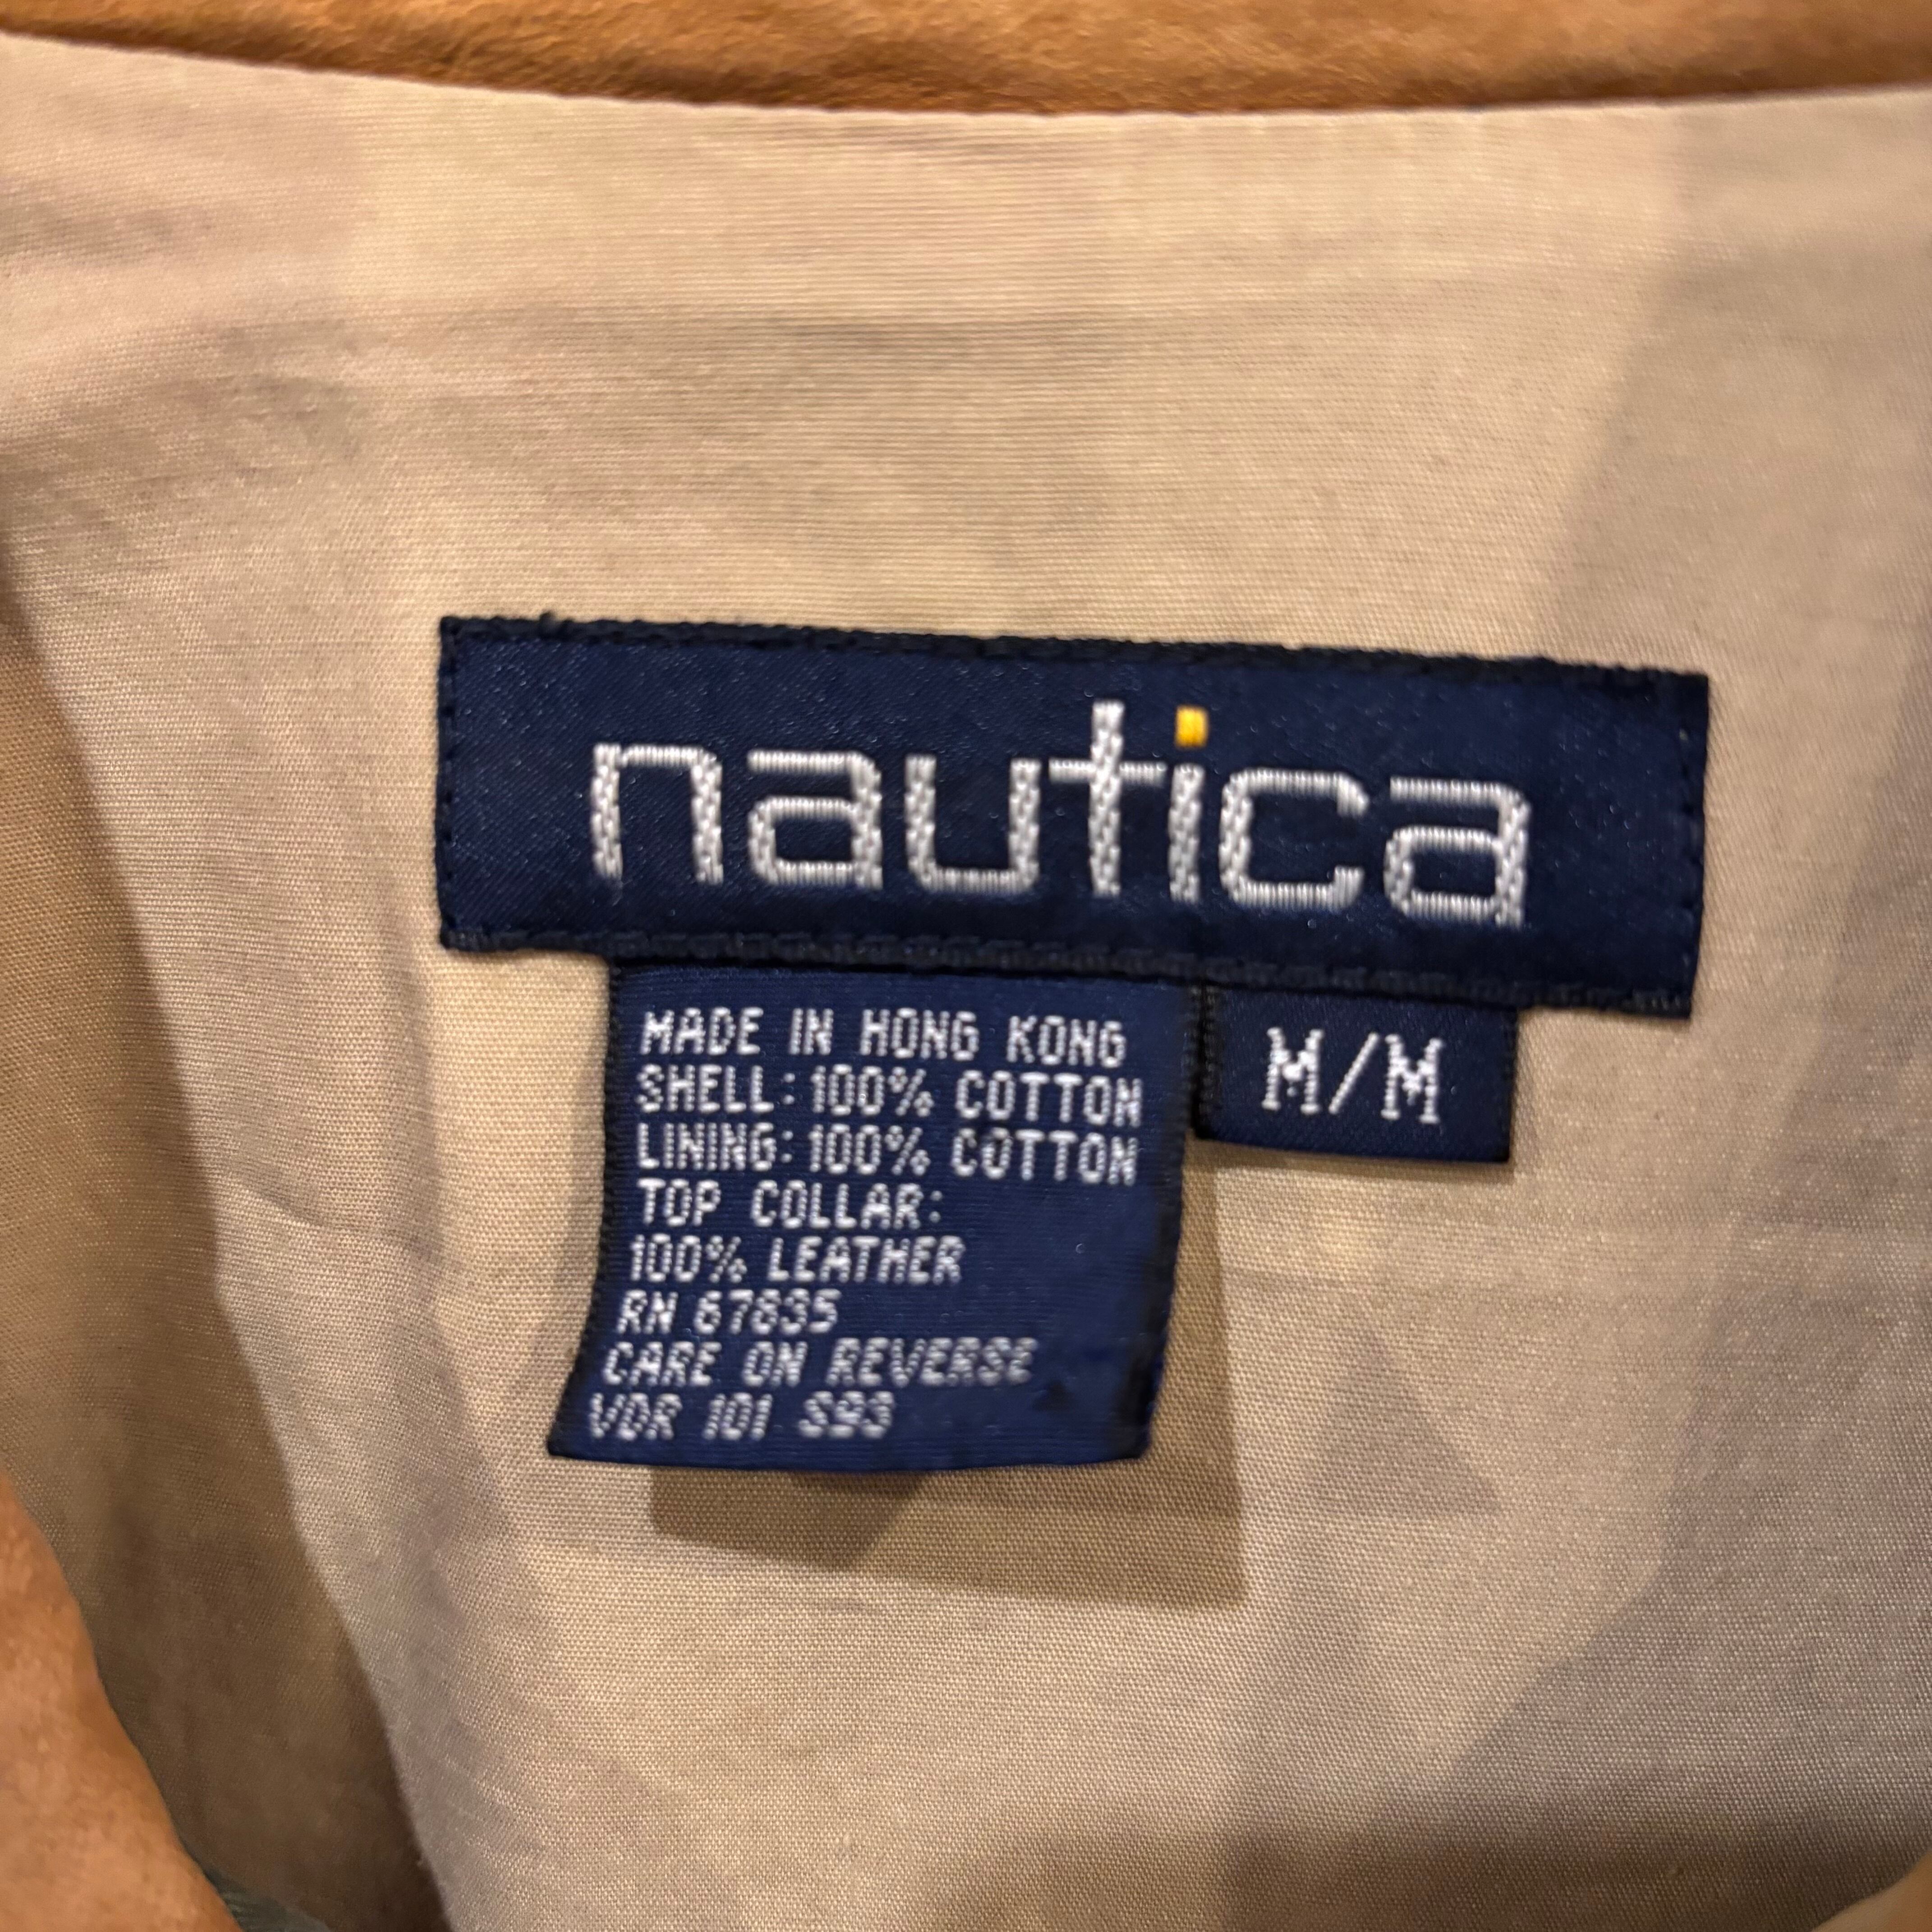 nautica
M/M
MADE IN HONG KONG
SHELL: 100% COTTON
LINING: 100% COTTON
TOP COLLAR:
100% LEATHER
RN 67835
CARE ON REVERSE
VDR 101 S93